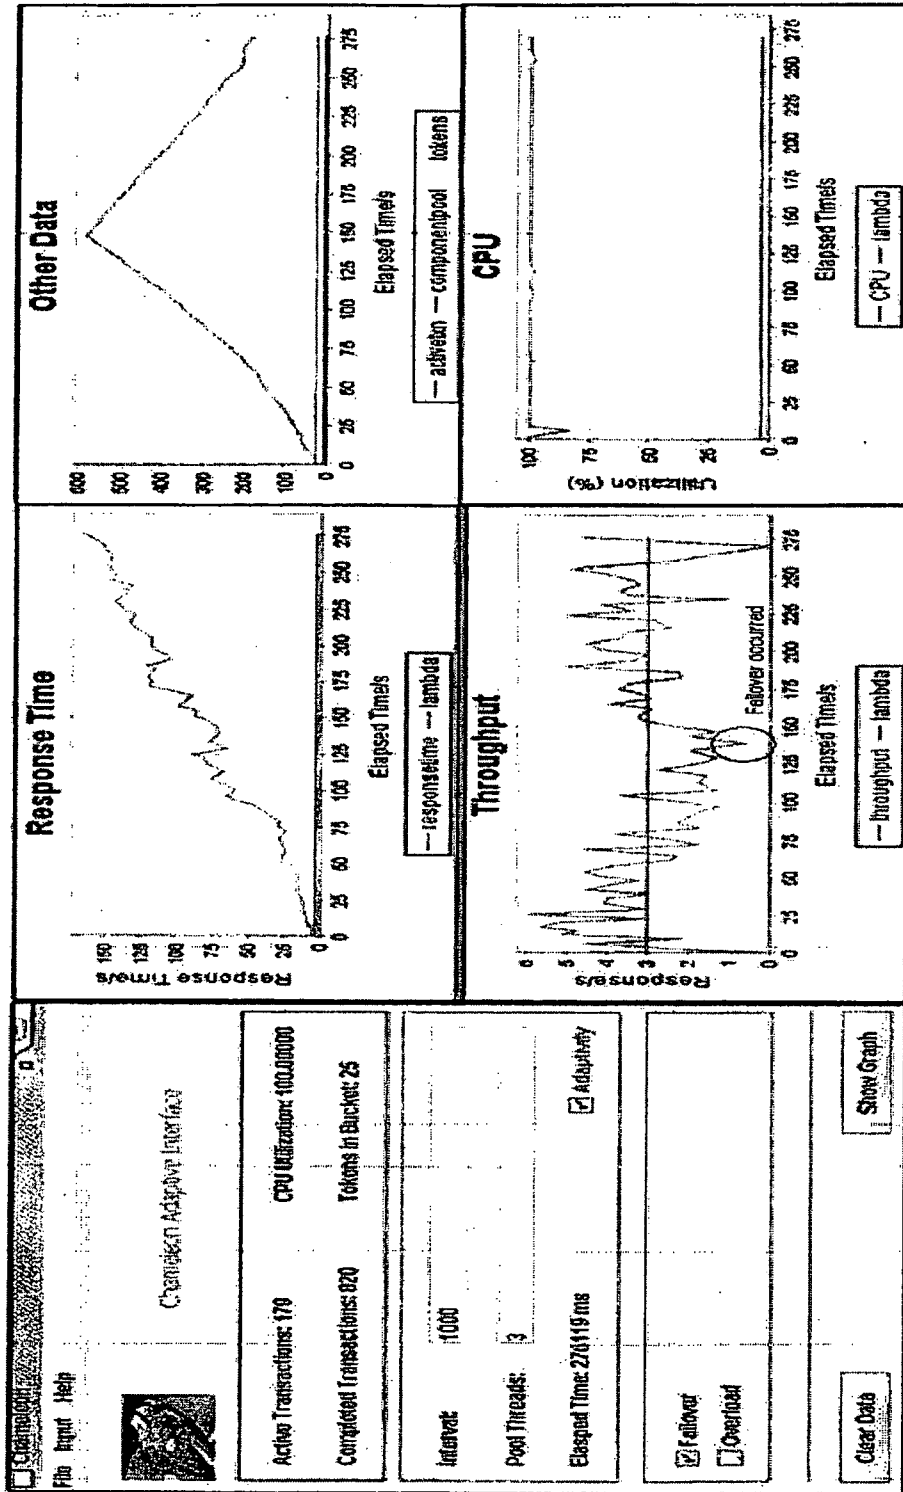 Chameleon
File Input Help
Chameleon Adaptive Interface
Active Transactions: 179
CPU Utilization: 100.00000
Completed Transactions: 820
Tokens in Bucket: 25
Interval:
1000
Pool Threads:
3
Elasped Time: 276119 ms
Adaptivity
Failover
Overload
Clear Data
Show Graph
Response Time
Response Time/s
150
125
100
75
50
25
0
0 25 50 75 100 125 150 175 200 225 250 275
Elapsed Time/s
responsetime lambda
Other Data
600
500
400
300
200
100
0
0 25 50 75 100 125 150 175 200 225 250 275
Elapsed Time/s
activetxn componentpool tokens
Throughput
Response/s
6
5
4
3
2
1
0
0 25 50 75 100 125 150 175 200 225 250 275
Failover occurred
Elapsed Time/s
throughput lambda
CPU
Utilization (%)
100
75
50
25
0
0 25 50 75 100 125 150 175 200 225 250 275
Elapsed Time/s
CPU lambda